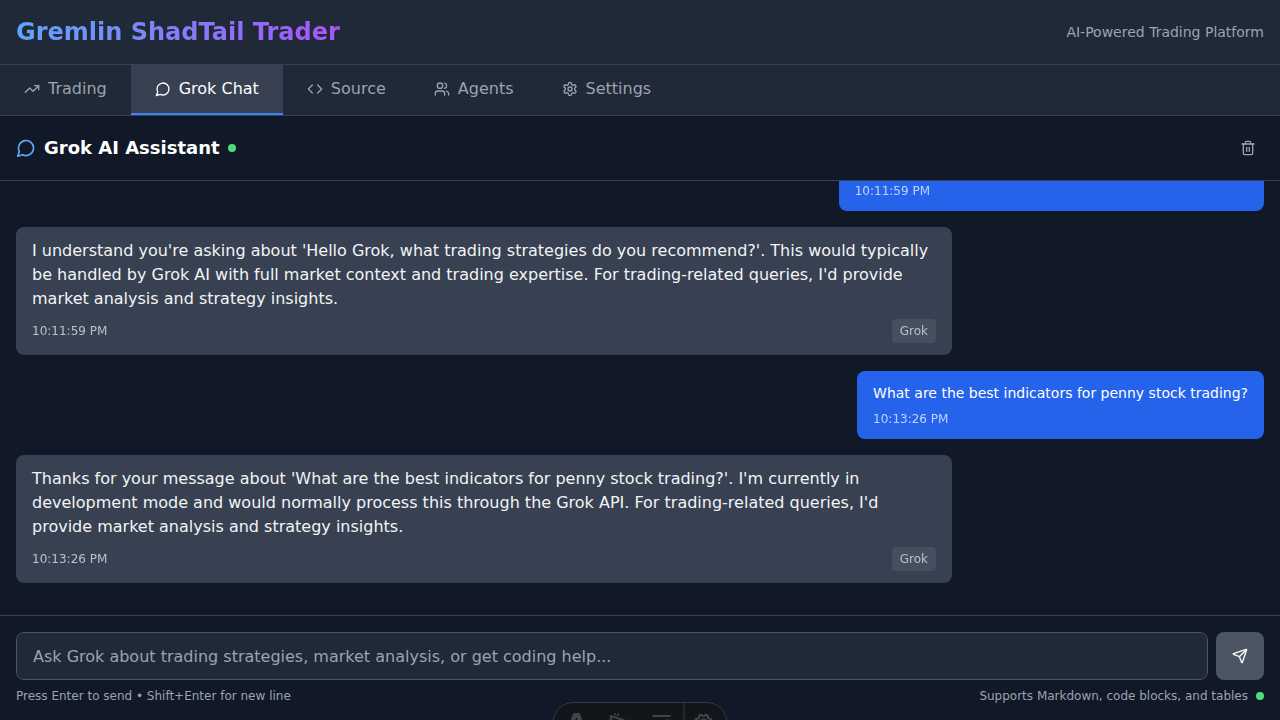 Gremlin ShadTail Trader
AI-Powered Trading Platform
Trading
Grok Chat
Source
Agents
Settings
Grok AI Assistant
10:11:59 PM
I understand you're asking about 'Hello Grok, what trading strategies do you recommend?'. This would typically
be handled by Grok AI with full market context and trading expertise. For trading-related queries, I'd provide
market analysis and strategy insights.
10:11:59 PM
Grok
What are the best indicators for penny stock trading?
10:13:26 PM
Thanks for your message about 'What are the best indicators for penny stock trading?'. I'm currently in
development mode and would normally process this through the Grok API. For trading-related queries, I'd
provide market analysis and strategy insights.
10:13:26 PM
Grok
Ask Grok about trading strategies, market analysis, or get coding help...
Press Enter to send • Shift+Enter for new line
Supports Markdown, code blocks, and tables